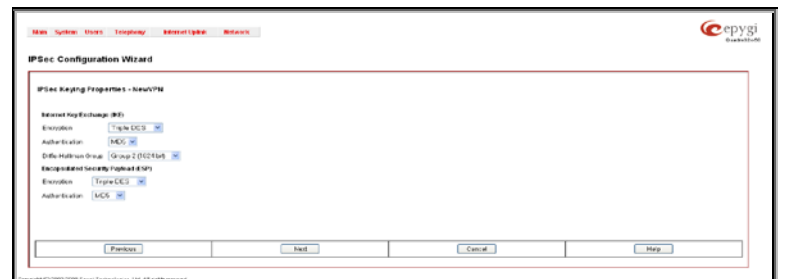 Main System Users Telephony Internet Uplink Network
epygi
IPSec Configuration Wizard
IPSec Keying Properties - NewVPN
Internet Key Exchange (IKE)
Encryption Triple DES
Authentication MD5
Diffie-Hellman Group Group 2 (1024 bit)
Encapsulated Security Payload (ESP)
Encryption Triple DES
Authentication MD5
Previous Next Cancel Help